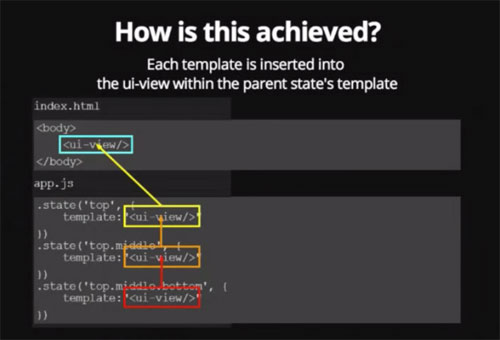 How is this achieved?
Each template is inserted into
the ui-view within the parent state's template
index.html
<body>
<ui-view/>
</body>
app.js
.state('top', {
template:"<ui-view/>"
})
.state('top.middle', {
template:"<ui-view/>"
})
.state('top.middle.bottom', {
template:"<ui-view/>"
})